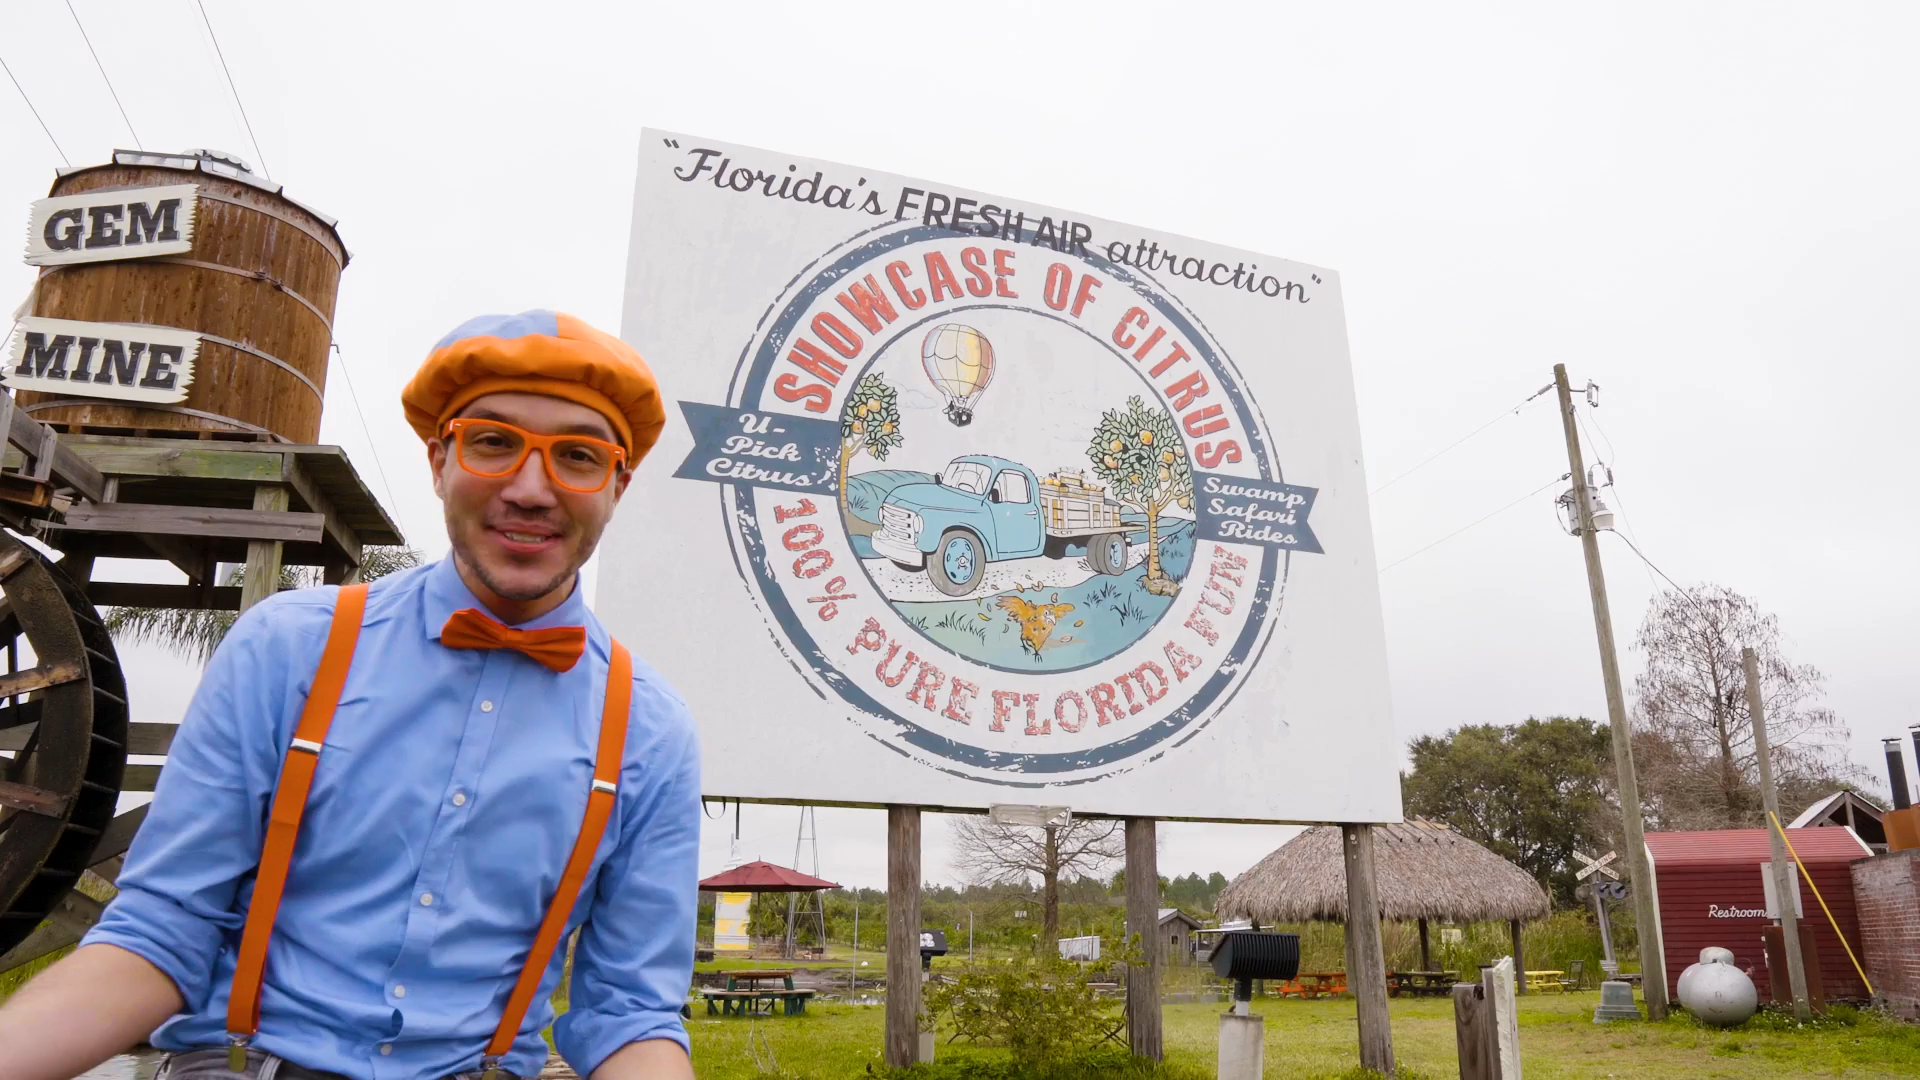 GEM
MINE
"Florida's FRESH AIR attraction"
SHOWCASE OF CITRUS
U-
Pick
Citrus
Swamp
Safari
Rides
100% PURE FLORIDA FUN
Restroom